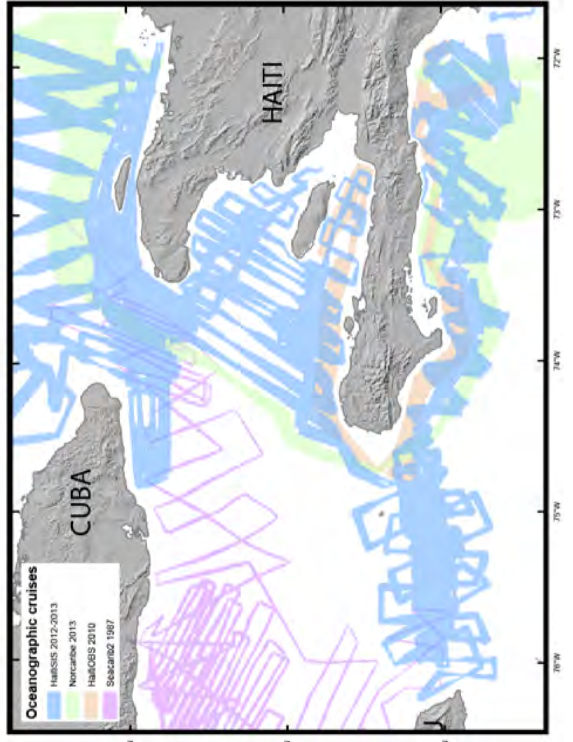 Oceanographic cruises
HaitiSIS 2012-2013
Norcaribe 2013
HaitiOBS 2010
Seacarib2 1987
CUBA
HAITI
J
76°W
75°W
74°W
73°W
72°W